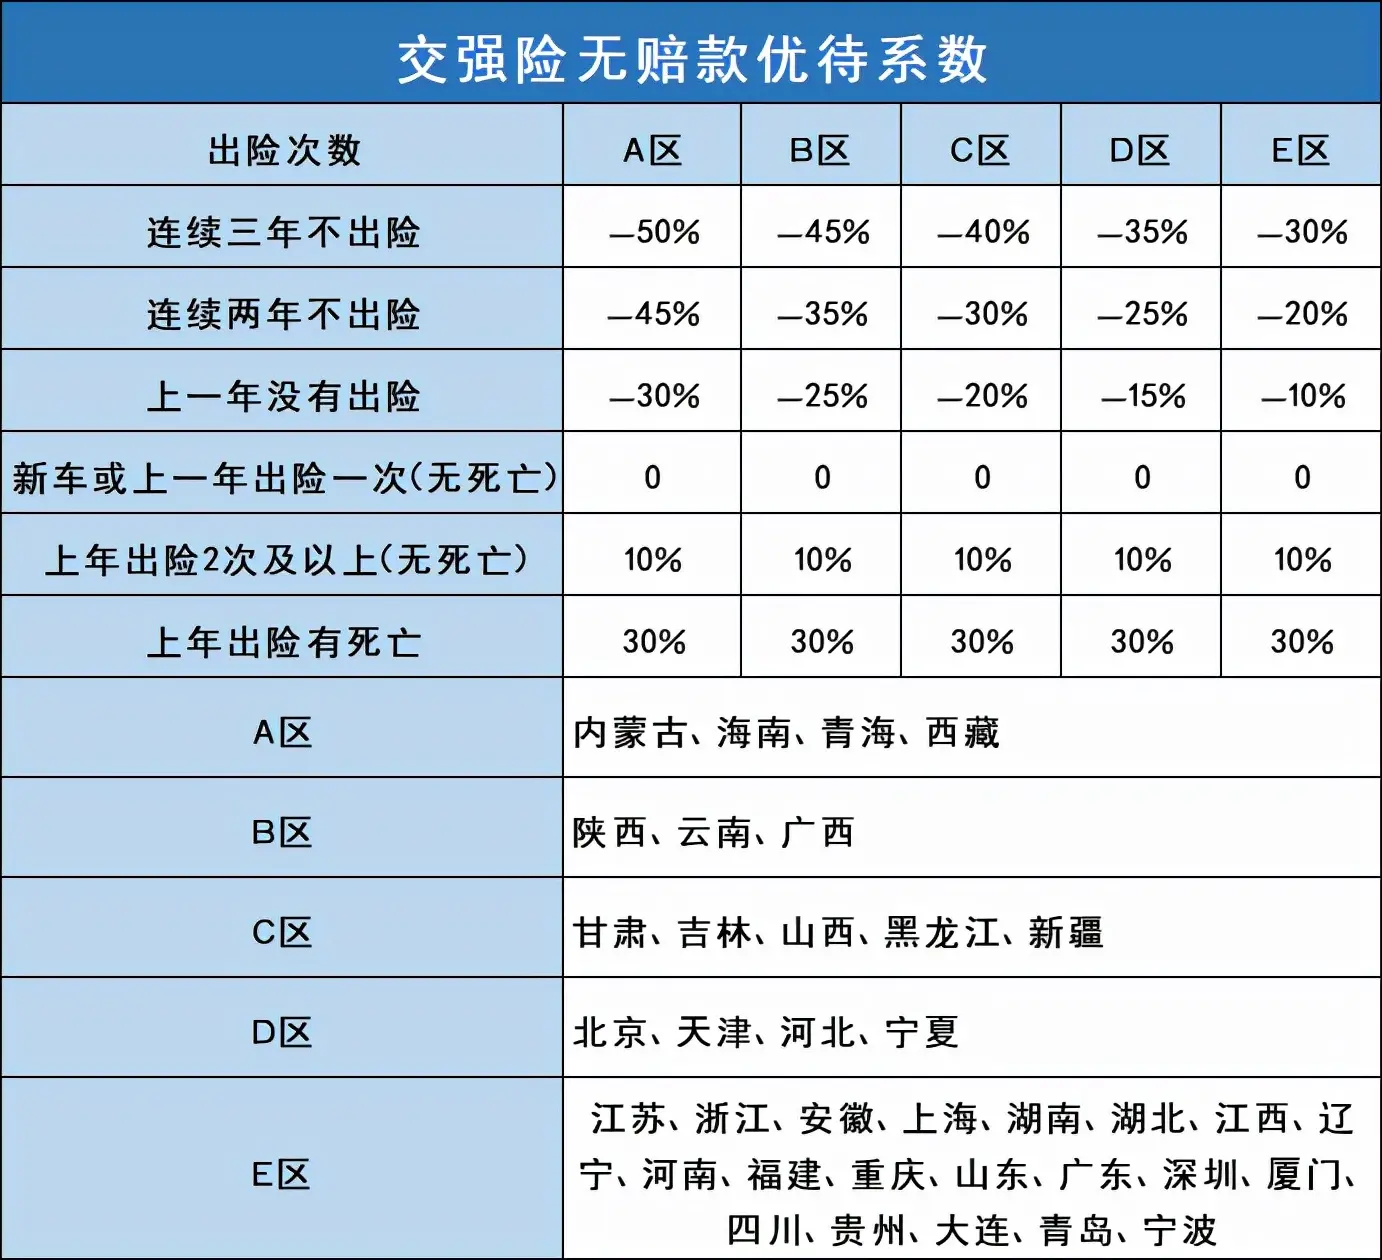 交强险无赔款优待系数
出险次数 A区 B区 C区 D区 E区
连续三年不出险 —50% —45% —40% —35% —30%
连续两年不出险 —45% —35% —30% —25% —20%
上一年没有出险 —30% —25% —20% —15% —10%
新车或上一年出险一次(无死亡) 0 0 0 0 0
上年出险2次及以上(无死亡) 10% 10% 10% 10% 10%
上年出险有死亡 30% 30% 30% 30% 30%
A区 内蒙古、海南、青海、西藏
B区 陕西、云南、广西
C区 甘肃、吉林、山西、黑龙江、新疆
D区 北京、天津、河北、宁夏
E区 江苏、浙江、安徽、上海、湖南、湖北、江西、辽
宁、河南、福建、重庆、山东、广东、深圳、厦门、
四川、贵州、大连、青岛、宁波